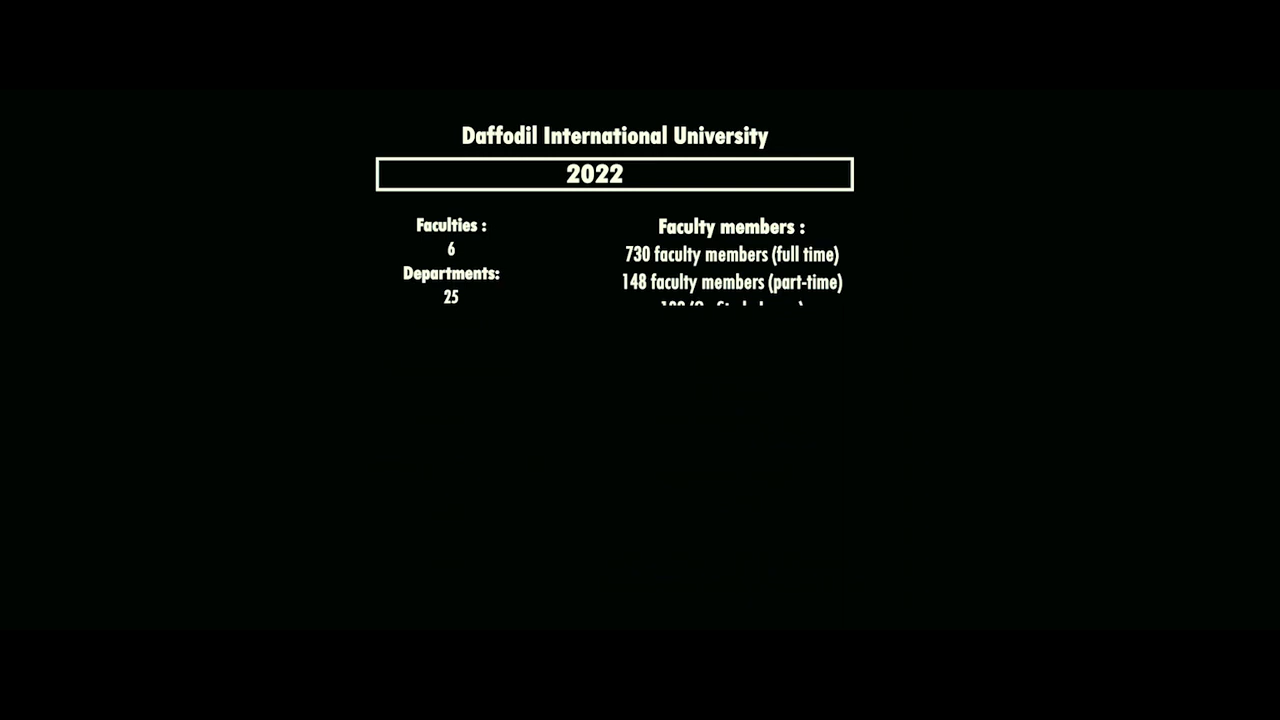 Daffodil International University
2022
Faculties :
6
Departments:
25
Faculty members :
730 faculty members (full time)
148 faculty members (part-time)